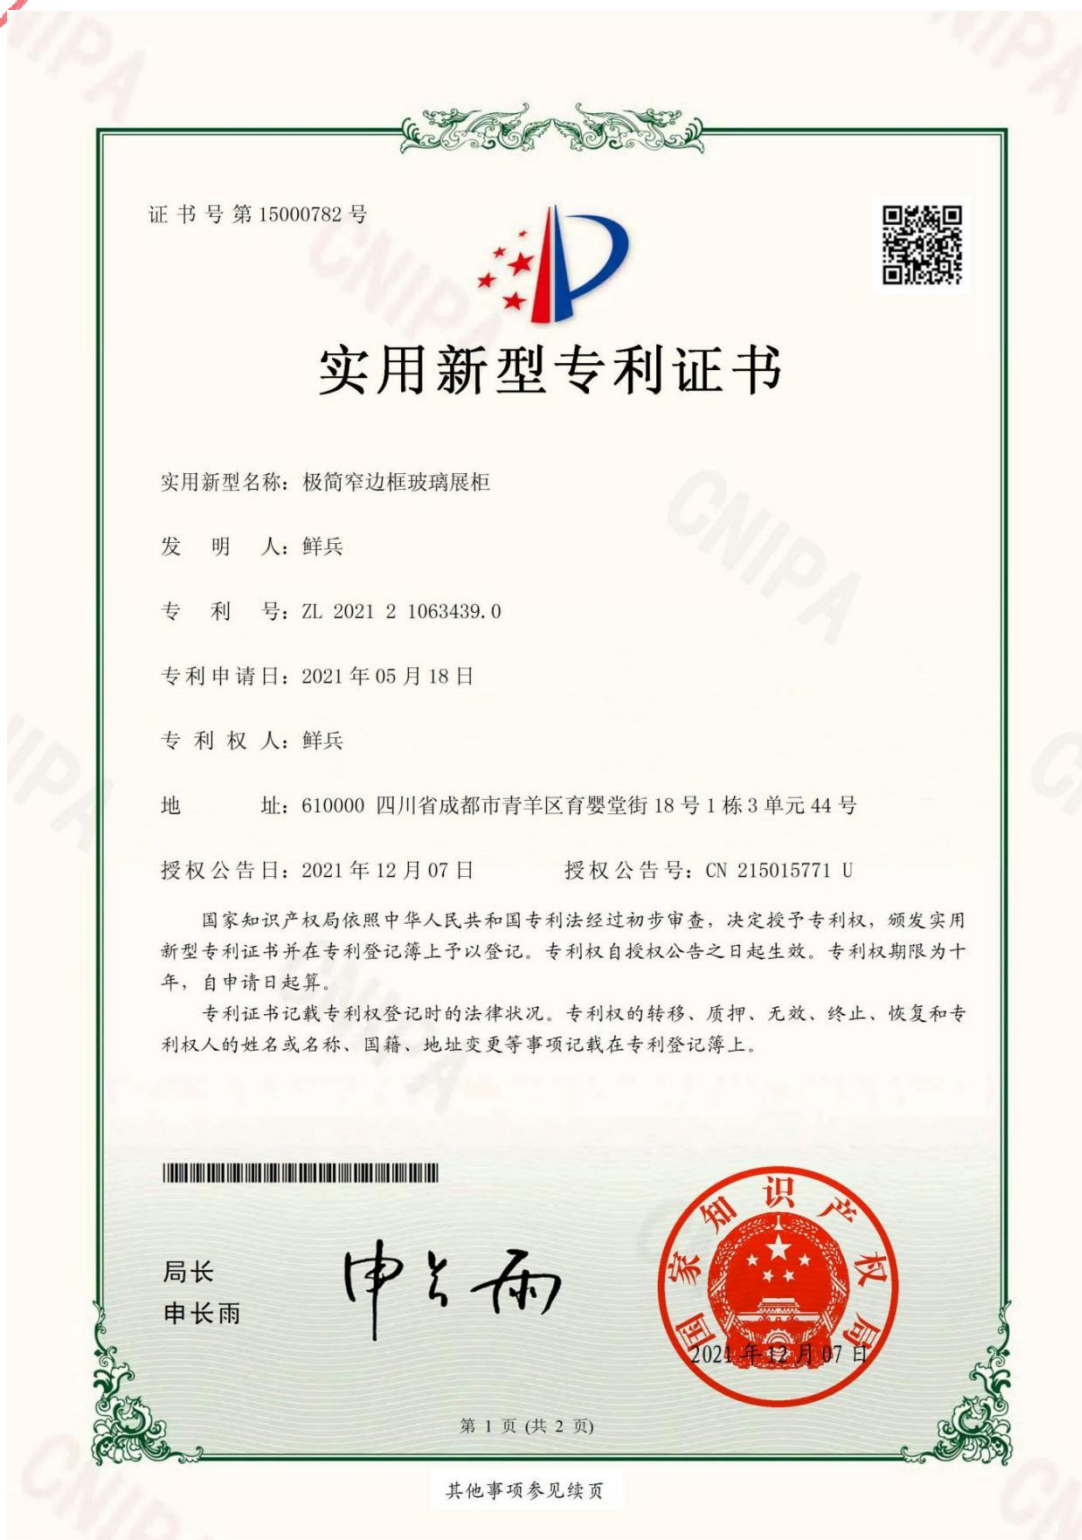 证书号第15000782号
实用新型专利证书
实用新型名称：极简窄边框玻璃展柜
发明人：鲜兵
专利号：ZL 2021 2 1063439.0
专利申请日：2021年05月18日
专利权人：鲜兵
地址：610000 四川省成都市青羊区育婴堂街18号1栋3单元44号
授权公告日：2021年12月07日 授权公告号：CN 215015771 U
国家知识产权局依照中华人民共和国专利法经过初步审查，决定授予专利权，颁发实用
新型专利证书并在专利登记簿上予以登记。专利权自授权公告之日起生效。专利权期限为十
年，自申请日起算。
专利证书记载专利权登记时的法律状况。专利权的转移、质押、无效、终止、恢复和专
利权人的姓名或名称、国籍、地址变更等事项记载在专利登记簿上。
局长
申长雨
申长雨
国家知识产权局
2021年12月07日
第 1 页 (共 2 页)
其他事项参见续页
CNIPA
CNIPA
CNIPA
CNIPA
CNIPA